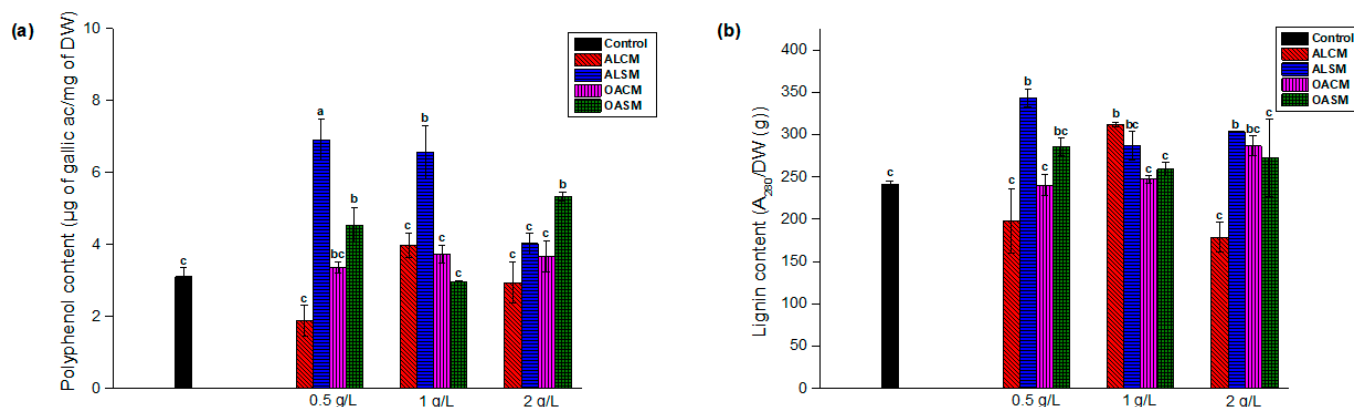 (a)
Polyphenol content (µg of gallic ac/mg of DW)
10
8
6
4
2
0
Control
ALCM
ALSM
OACM
OASM
c
c
a
bc
b
c
b
c
c
c
c
c
b
0.5 g/L
1 g/L
2 g/L
(b)
Lignin content (A280/DW (g))
400
350
300
250
200
150
100
50
0
Control
ALCM
ALSM
OACM
OASM
c
c
b
c
bc
b
bc
c
c
c
b
bc
c
0.5 g/L
1 g/L
2 g/L